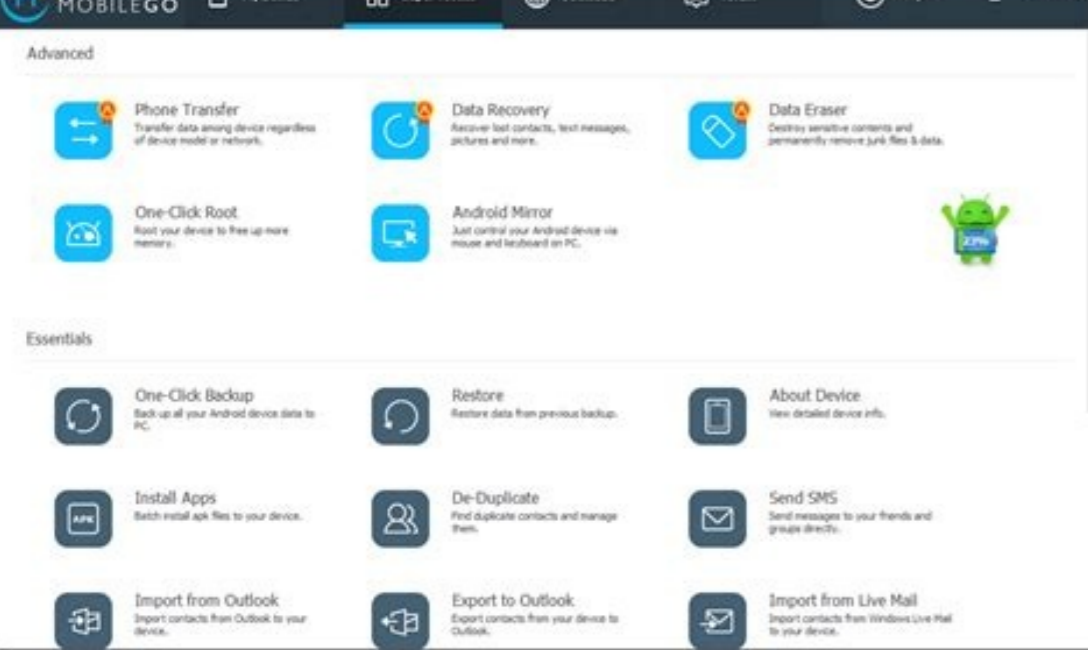 MOBILEGO
Advanced
Phone Transfer
Transfer data among device regardless
of device model or network.
Data Recovery
Recover lost contacts, text messages,
pictures and more.
Data Eraser
Destroy sensitive contents and
permanently remove junk files & data.
One-Click Root
Root your device to free up more
memory.
Android Mirror
Just control your Android device via
mouse and keyboard on PC.
23%
Essentials
One-Click Backup
Back up all your Android device data to
PC.
Restore
Restore data from previous backup.
About Device
View detailed device info.
Install Apps
APK
Batch install apk files to your device.
De-Duplicate
Find duplicate contacts and manage
them.
Send SMS
Send messages to your friends and
groups directly.
Import from Outlook
Import contacts from Outlook to your
device.
Export to Outlook
Export contacts from your device to
Outlook.
Import from Live Mail
Import contacts from Windows Live Mail
to your device.